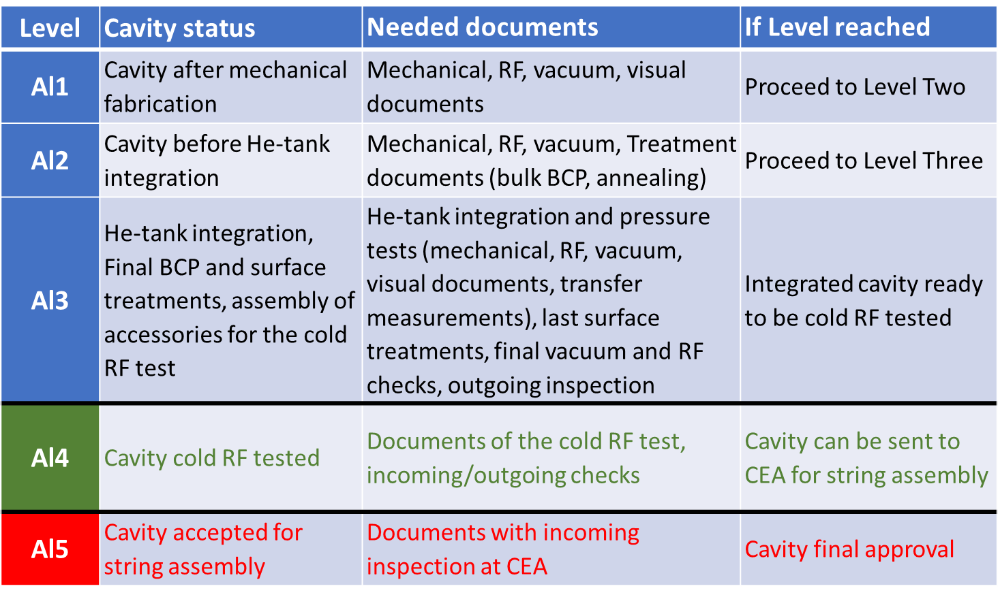 Level
Cavity status
Needed documents
If Level reached
Al1
Cavity after mechanical
fabrication
Mechanical, RF, vacuum, visual
documents
Proceed to Level Two
Al2
Cavity before He-tank
integration
Mechanical, RF, vacuum, Treatment
documents (bulk BCP, annealing)
Proceed to Level Three
Al3
He-tank integration,
Final BCP and surface
treatments, assembly of
accessories for the cold
RF test
He-tank integration and pressure
tests (mechanical, RF, vacuum,
visual documents, transfer
measurements), last surface
treatments, final vacuum and RF
checks, outgoing inspection
Integrated cavity ready
to be cold RF tested
Al4
Cavity cold RF tested
Documents of the cold RF test,
incoming/outgoing checks
Cavity can be sent to
CEA for string assembly
Al5
Cavity accepted for
string assembly
Documents with incoming
inspection at CEA
Cavity final approval